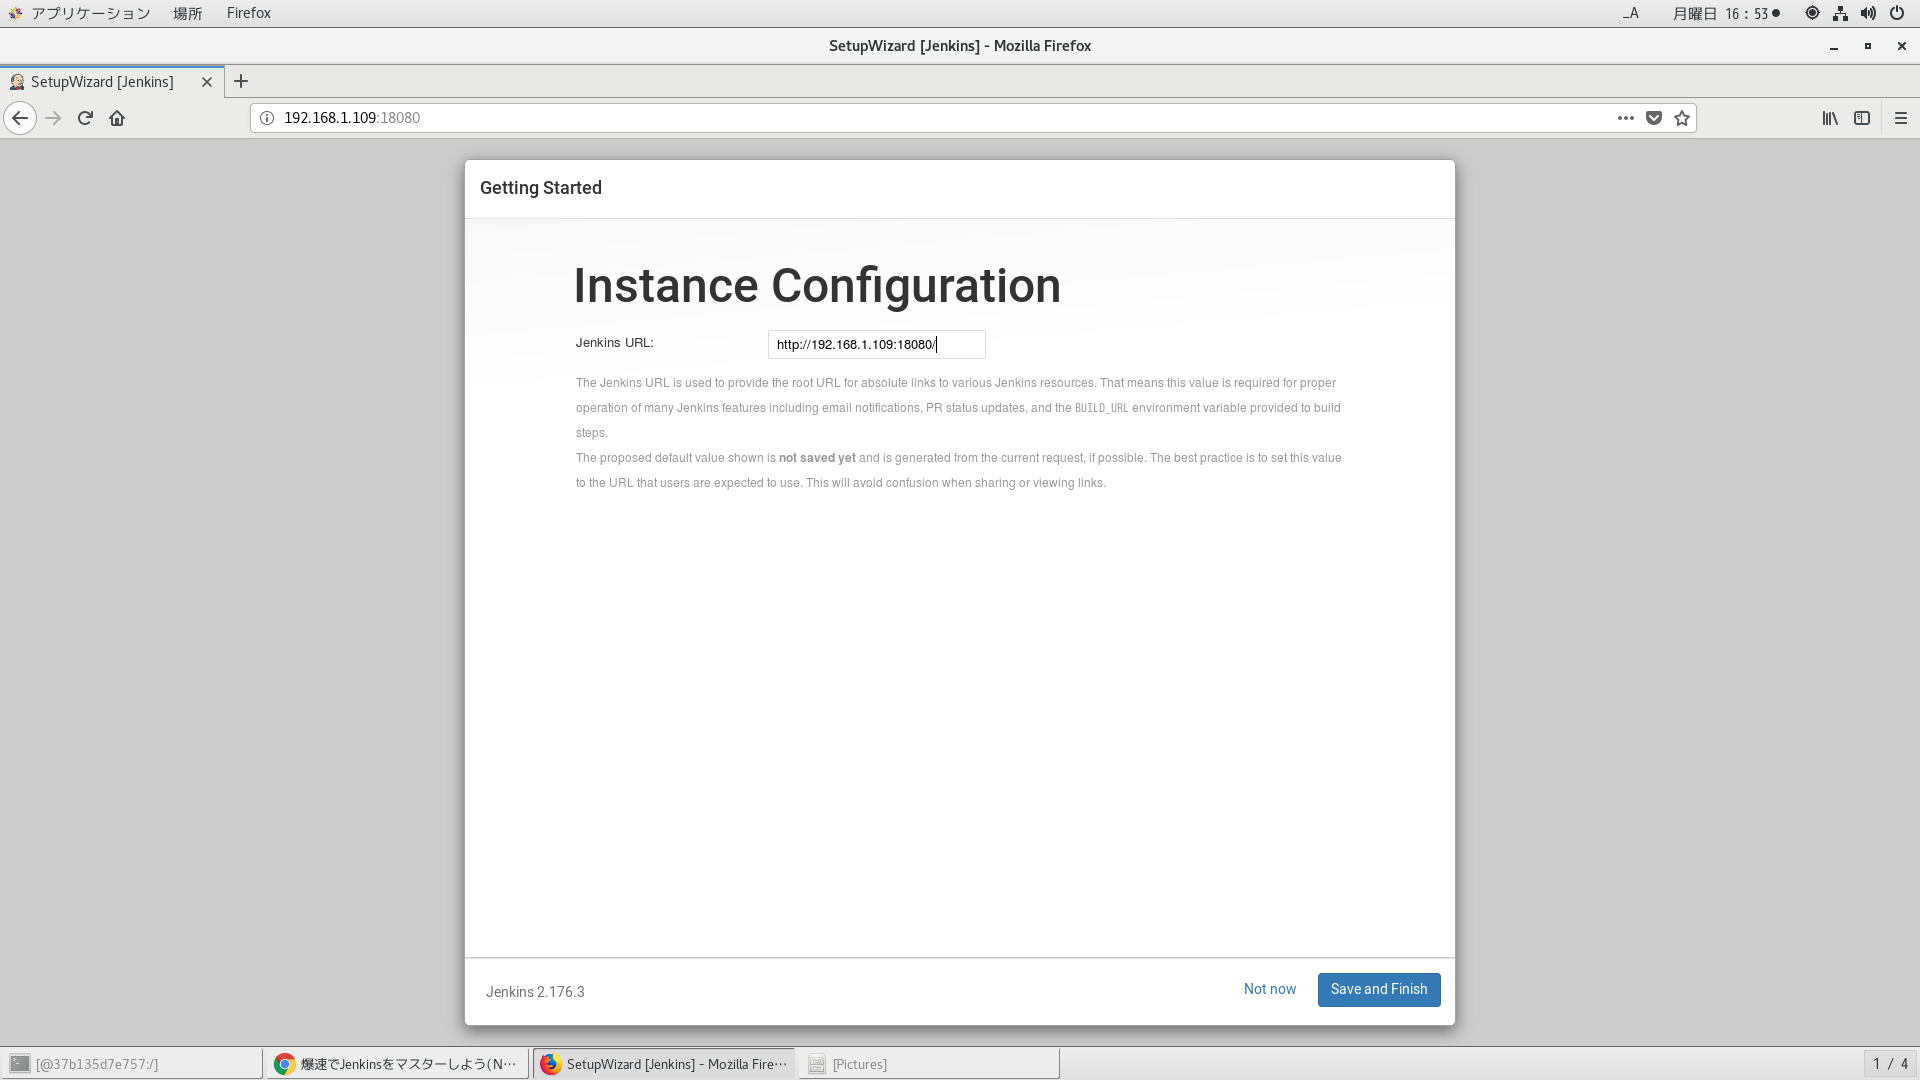 アプリケーション 場所 Firefox _A 月曜日 16：53●
SetupWizard [Jenkins] - Mozilla Firefox
SetupWizard [Jenkins]
192.168.1.109:18080
Getting Started
Instance Configuration
Jenkins URL: http://192.168.1.109:18080/
The Jenkins URL is used to provide the root URL for absolute links to various Jenkins resources. That means this value is required for proper
operation of many Jenkins features including email notifications, PR status updates, and the BUILD_URL environment variable provided to build
steps.
The proposed default value shown is not saved yet and is generated from the current request, if possible. The best practice is to set this value
to the URL that users are expected to use. This will avoid confusion when sharing or viewing links.
Jenkins 2.176.3 Not now Save and Finish
[@37b135d7e757:/] 爆速でJenkinsをマスターしよう(N… SetupWizard [Jenkins] - Mozilla Fire… [Pictures] 1 / 4